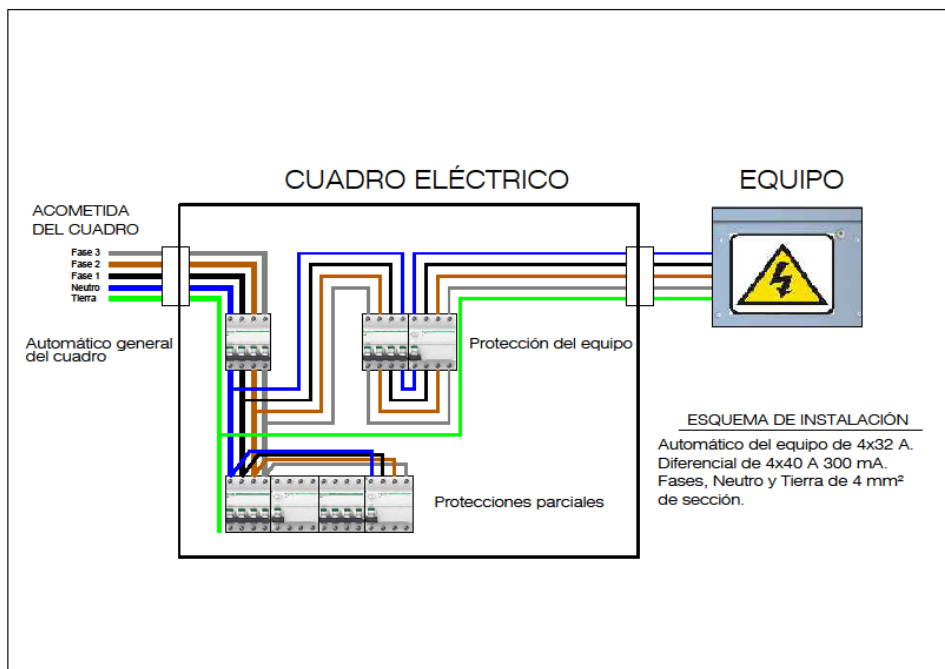 CUADRO ELÉCTRICO
EQUIPO
ACOMETIDA
DEL CUADRO
Fase 3
Fase 2
Fase 1
Neutro
Tierra
Automático general
del cuadro
Protección del equipo
Protecciones parciales
ESQUEMA DE INSTALACIÓN
Automático del equipo de 4x32 A.
Diferencial de 4x40 A 300 mA.
Fases, Neutro y Tierra de 4 mm²
de sección.